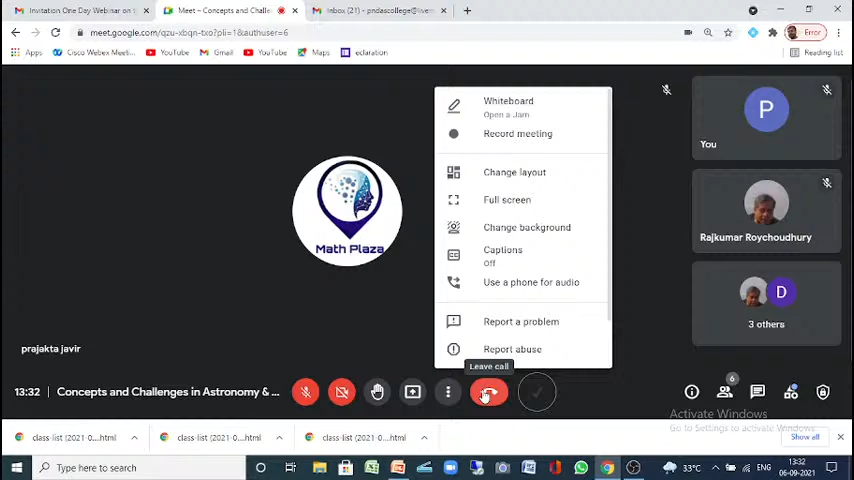 Invitation One Day Webinar on t
Meet – Concepts and Challe
Inbox (21) - pndascollege@live
meet.google.com/qzu-xbqn-txo?pli=1&authuser=6
Error
Apps
Cisco Webex Meet...
YouTube
Gmail
YouTube
Maps
eclaration
Reading list
Whiteboard
Open a Jam
Record meeting
Change layout
Full screen
Change background
Captions
Off
Use a phone for audio
Report a problem
Report abuse
Leave call
Math Plaza
prajakta javir
P
You
Rajkumar Roychoudhury
D
3 others
13:32 Concepts and Challenges in Astronomy & ...
6
Activate Windows
Go to Settings to activate Windows.
class-list (2021-0....html
class-list (2021-0....html
class-list (2021-0....html
Show all
Type here to search
33°C
ENG
13:32
06-09-2021